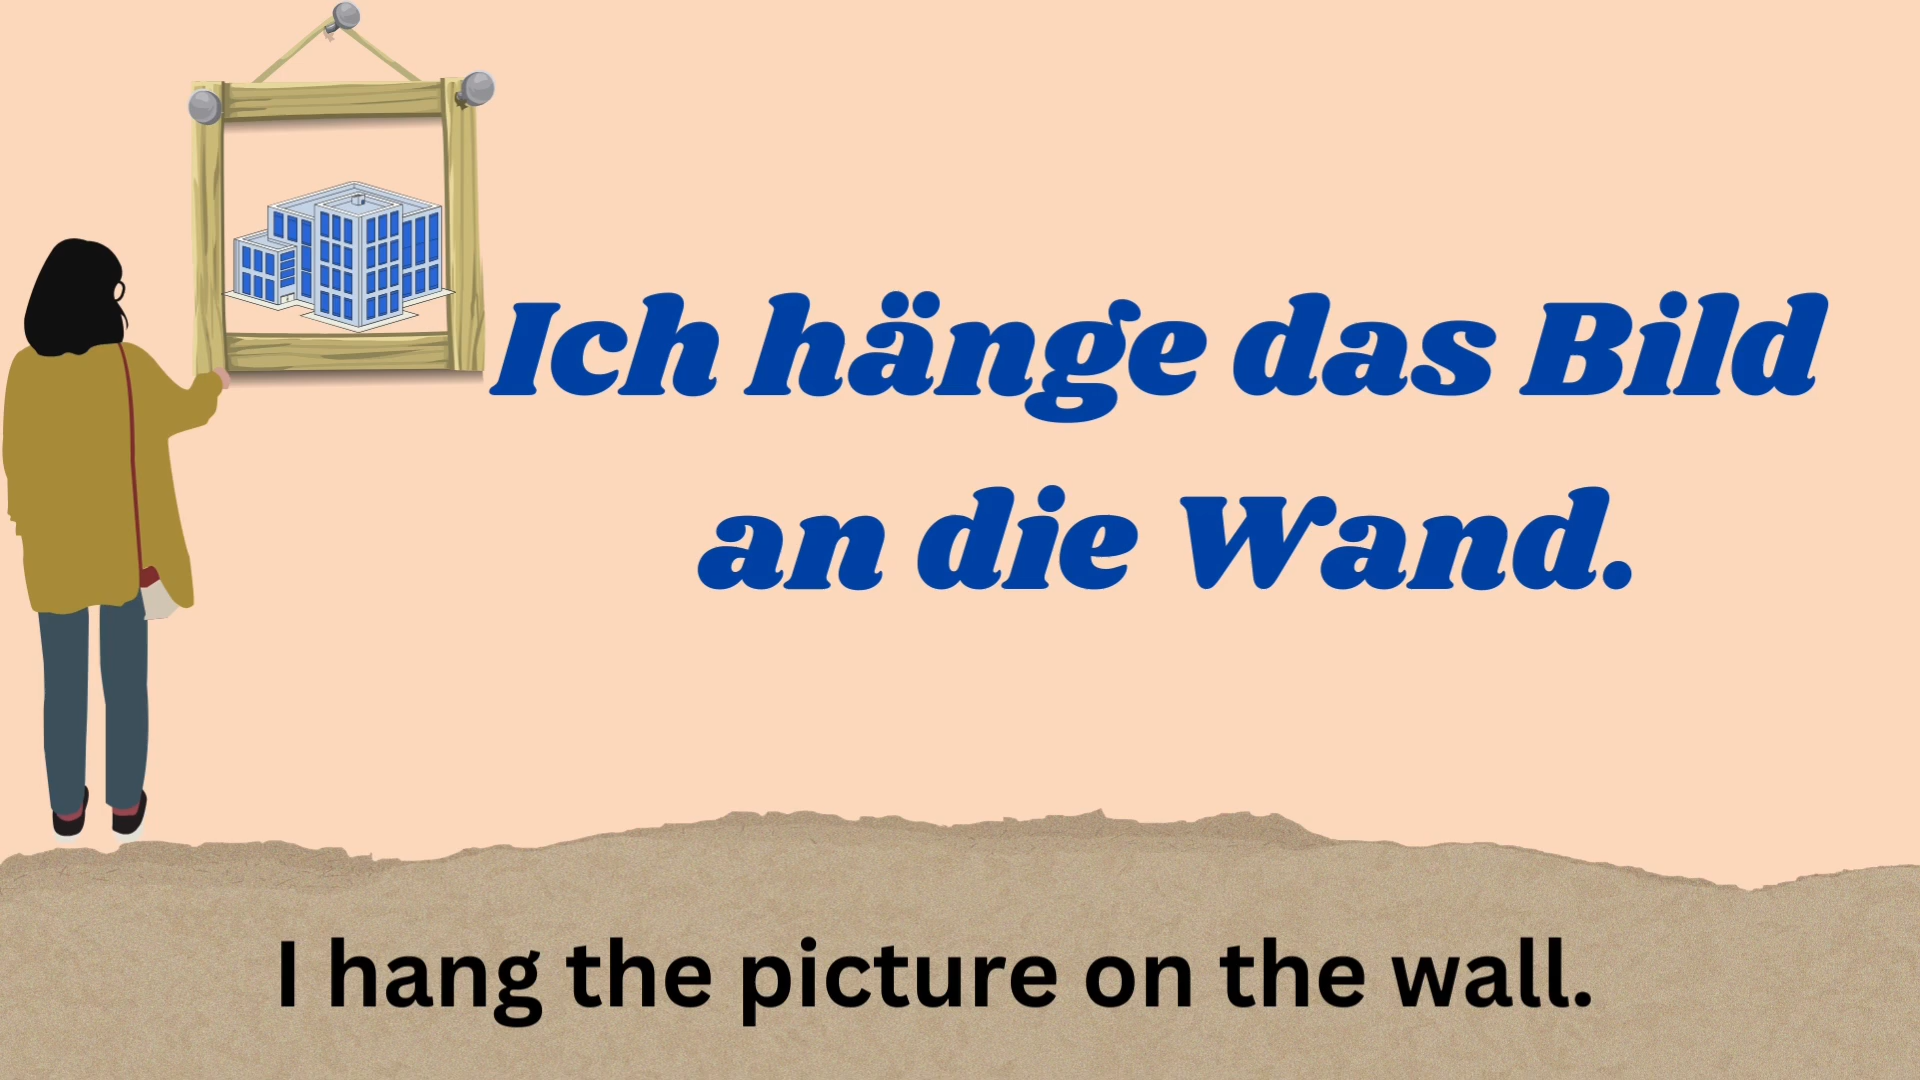 Ich hänge das Bild
an die Wand.
I hang the picture on the wall.